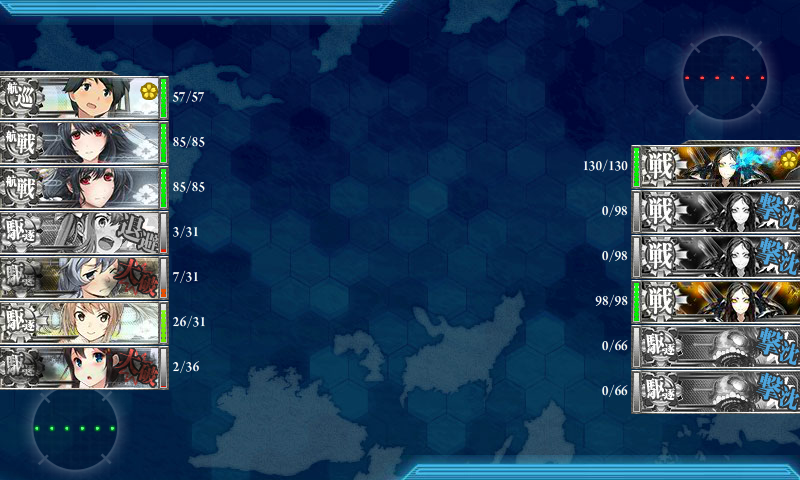 航巡
57/57
航戦
85/85
航戦
85/85
駆逐 退避
3/31
駆逐 大破
7/31
駆逐
26/31
駆逐 大破
2/36
戦
130/130
戦 撃沈
0/98
戦 撃沈
0/98
戦
98/98
駆逐 撃沈
0/66
駆逐 撃沈
0/66